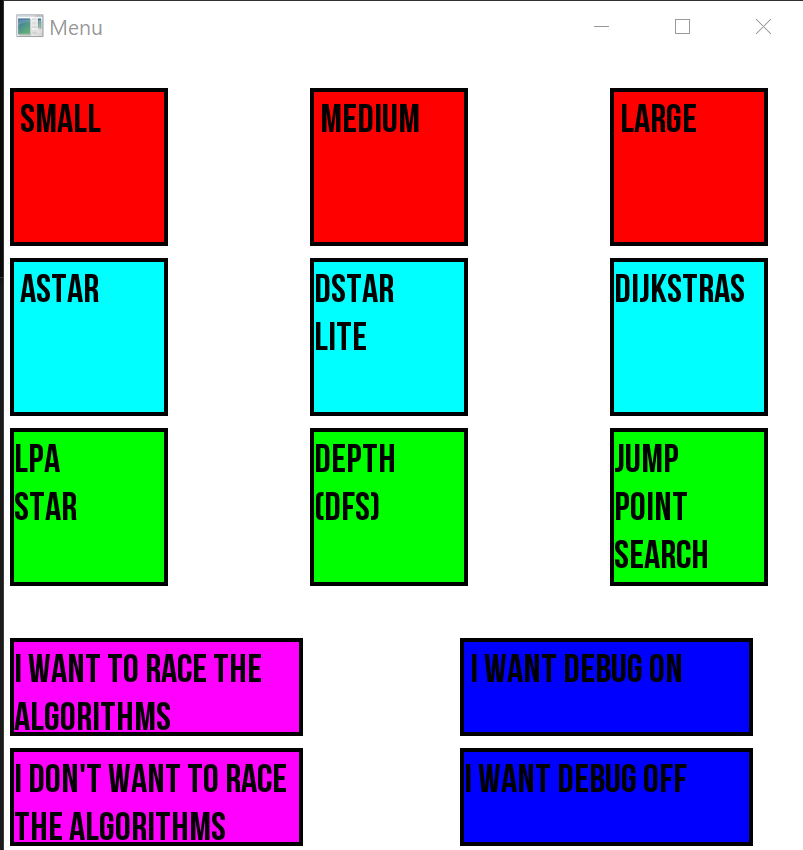 Menu
SMALL
MEDIUM
LARGE
ASTAR
DSTAR
LITE
DIJKSTRAS
LPA
STAR
DEPTH
(DFS)
JUMP
POINT
SEARCH
I WANT TO RACE THE
ALGORITHMS
I WANT DEBUG ON
I DON'T WANT TO RACE
THE ALGORITHMS
I WANT DEBUG OFF